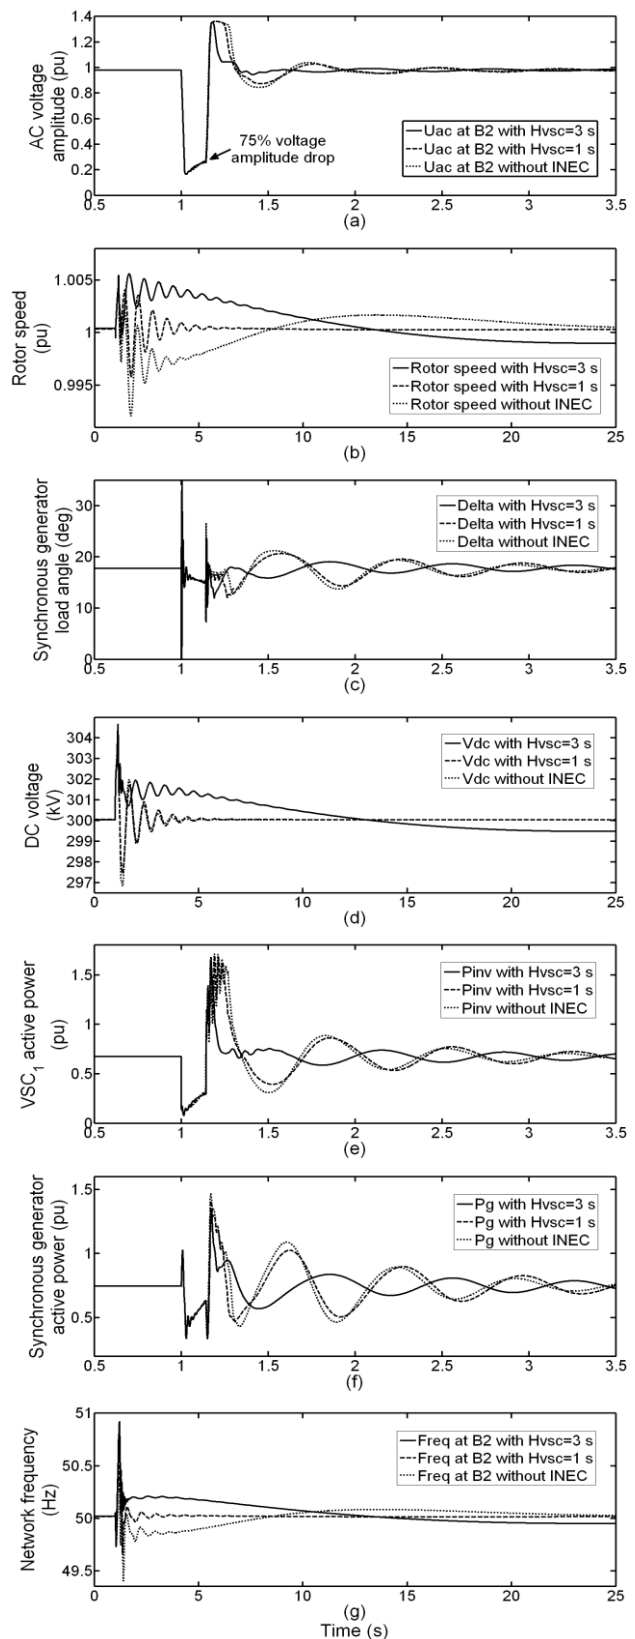 AC voltage
amplitude (pu)
1.4
1.2
1
0.8
0.6
0.4
0.2
0
75% voltage
amplitude drop
Uac at B2 with Hvsc=3 s
Uac at B2 with Hvsc=1 s
Uac at B2 without INEC
0.5 1 1.5 2 2.5 3 3.5
(a)
Rotor speed
(pu)
1.005
1
0.995
Rotor speed with Hvsc=3 s
Rotor speed with Hvsc=1 s
Rotor speed without INEC
0 5 10 15 20 25
(b)
Synchronous generator
load angle (deg)
30
20
10
0
Delta with Hvsc=3 s
Delta with Hvsc=1 s
Delta without INEC
0.5 1 1.5 2 2.5 3 3.5
(c)
DC voltage
(kV)
304
303
302
301
300
299
298
297
Vdc with Hvsc=3 s
Vdc with Hvsc=1 s
Vdc without INEC
0 5 10 15 20 25
(d)
VSC1 active power
(pu)
1.5
1
0.5
0
Pinv with Hvsc=3 s
Pinv with Hvsc=1 s
Pinv without INEC
0.5 1 1.5 2 2.5 3 3.5
(e)
Synchronous generator
active power (pu)
1.5
1
0.5
Pg with Hvsc=3 s
Pg with Hvsc=1 s
Pg without INEC
0.5 1 1.5 2 2.5 3 3.5
(f)
Network frequency
(Hz)
51
50.5
50
49.5
Freq at B2 with Hvsc=3 s
Freq at B2 with Hvsc=1 s
Freq at B2 without INEC
0 5 10 15 20 25
(g)
Time (s)